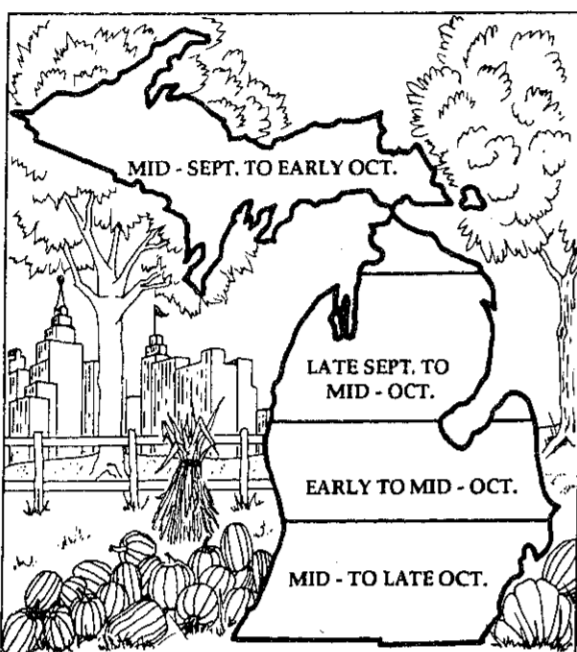 MID - SEPT. TO EARLY OCT.
LATE SEPT. TO
MID - OCT.
EARLY TO MID - OCT.
MID - TO LATE OCT.